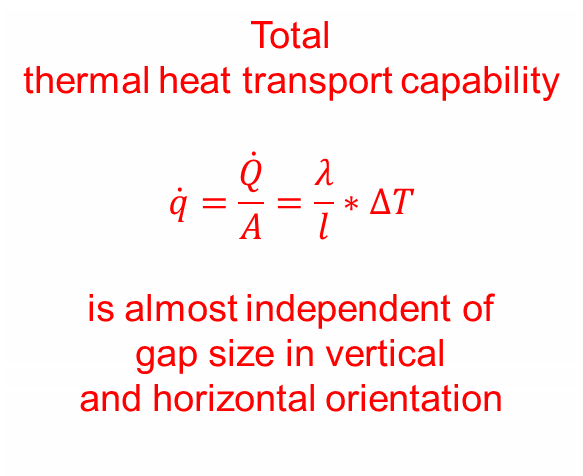 Total
thermal heat transport capability
q̇ = Q̇/A = λ/l * ΔT
is almost independent of
gap size in vertical
and horizontal orientation